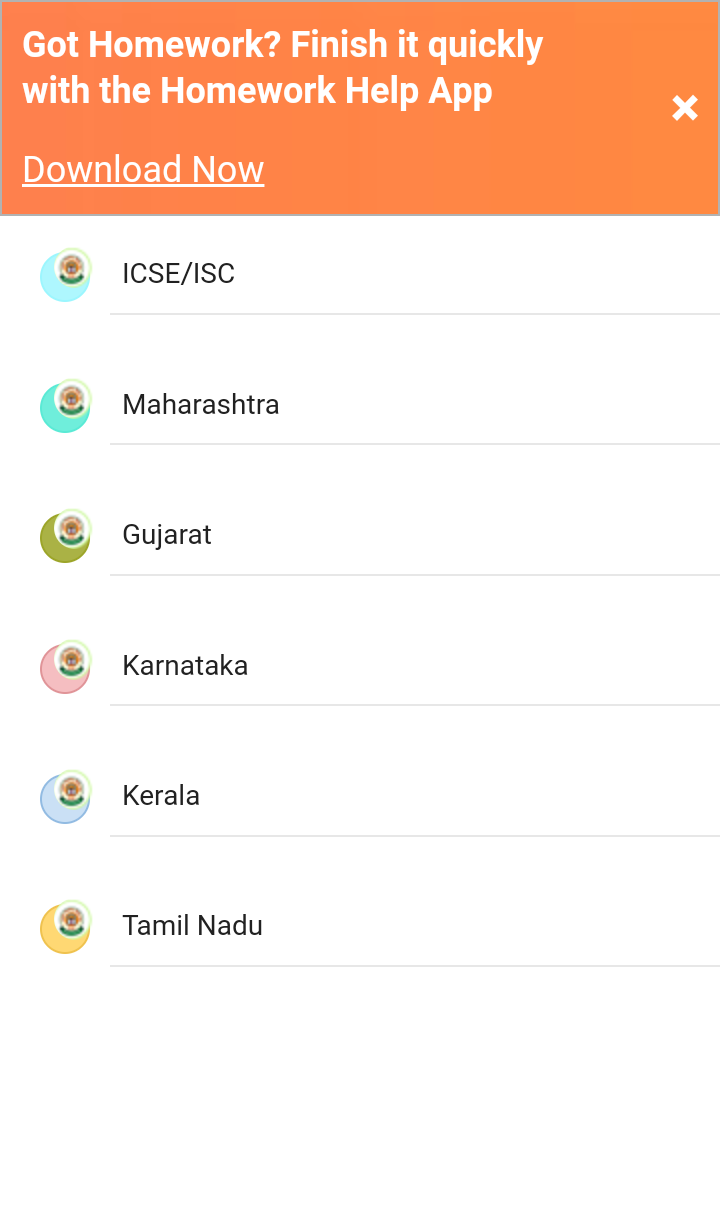 Got Homework? Finish it quickly
with the Homework Help App
Download Now
ICSE/ISC
Maharashtra
Gujarat
Karnataka
Kerala
Tamil Nadu